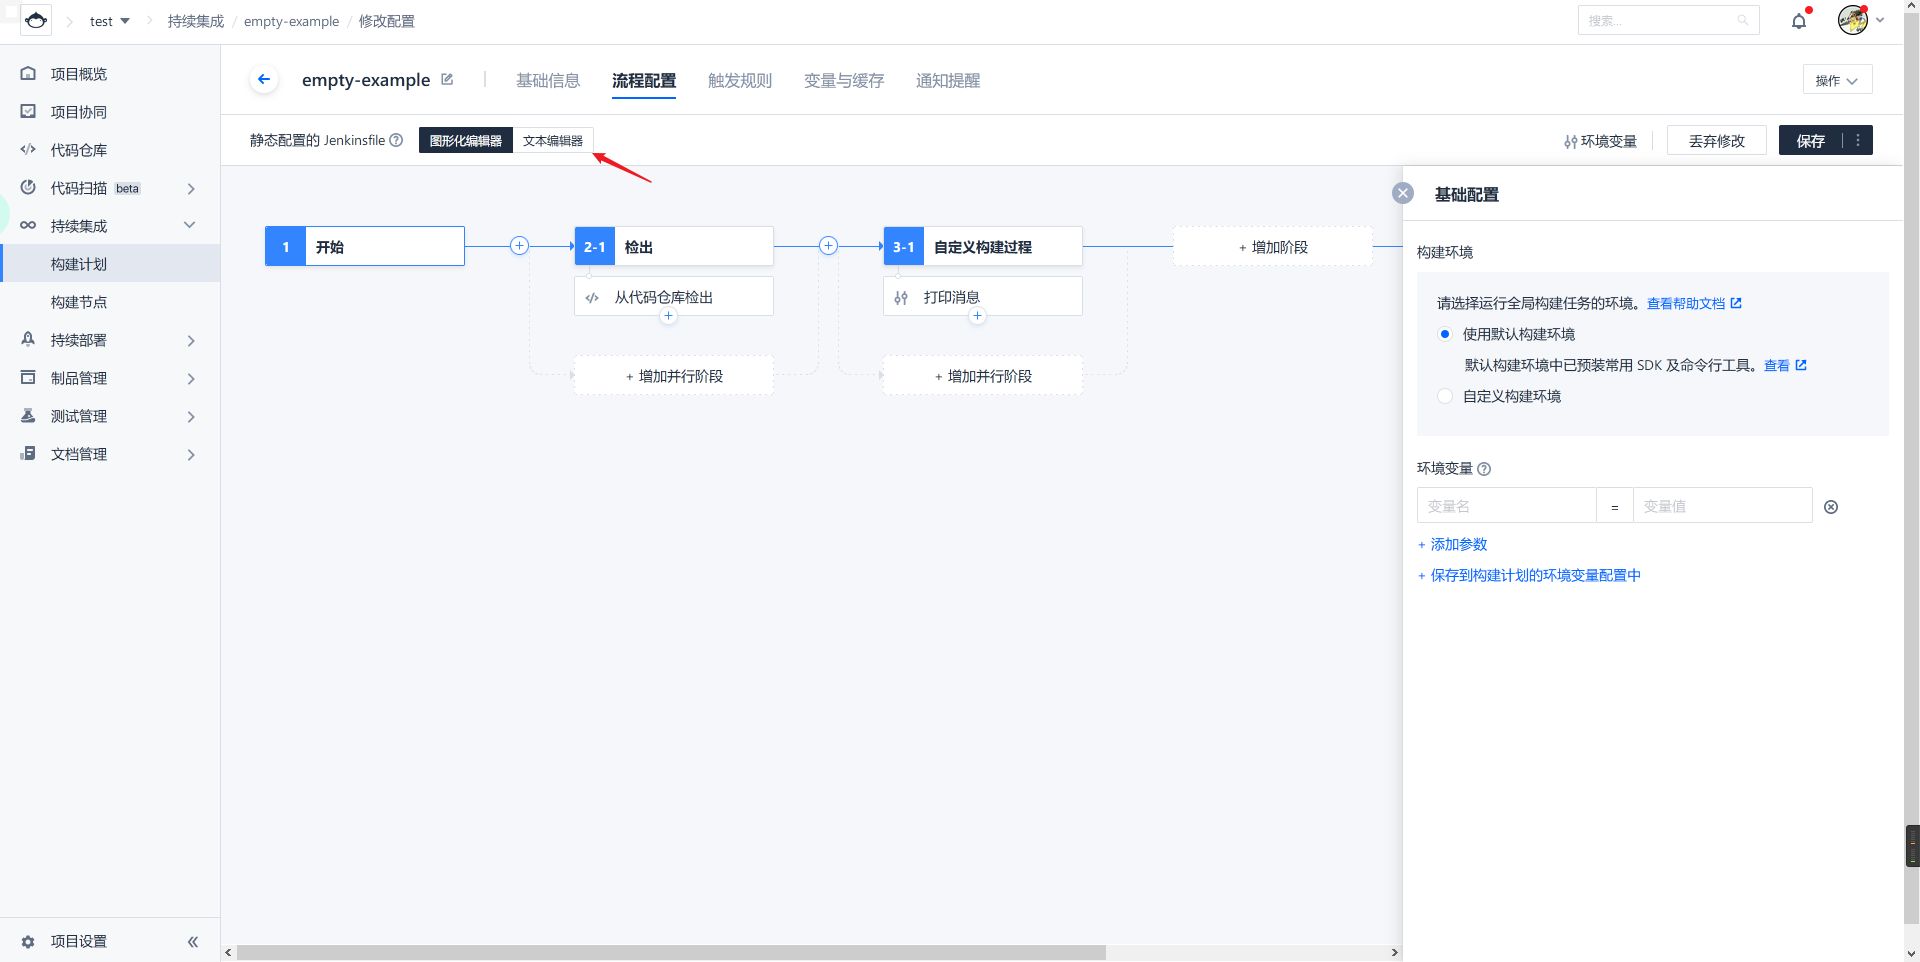 test 持续集成 / empty-example / 修改配置
搜索...
项目概览
项目协同
代码仓库
代码扫描 beta
持续集成
构建计划
构建节点
持续部署
制品管理
测试管理
文档管理
项目设置
empty-example
基础信息 流程配置 触发规则 变量与缓存 通知提醒
操作
静态配置的 Jenkinsfile 图形化编辑器 文本编辑器
环境变量 丢弃修改 保存
1 开始
2-1 检出
3-1 自定义构建过程
+ 增加阶段
从代码仓库检出
打印消息
+ 增加并行阶段
+ 增加并行阶段
基础配置
构建环境
请选择运行全局构建任务的环境。查看帮助文档
使用默认构建环境
默认构建环境中已预装常用 SDK 及命令行工具。查看
自定义构建环境
环境变量
变量名 = 变量值
+ 添加参数
+ 保存到构建计划的环境变量配置中